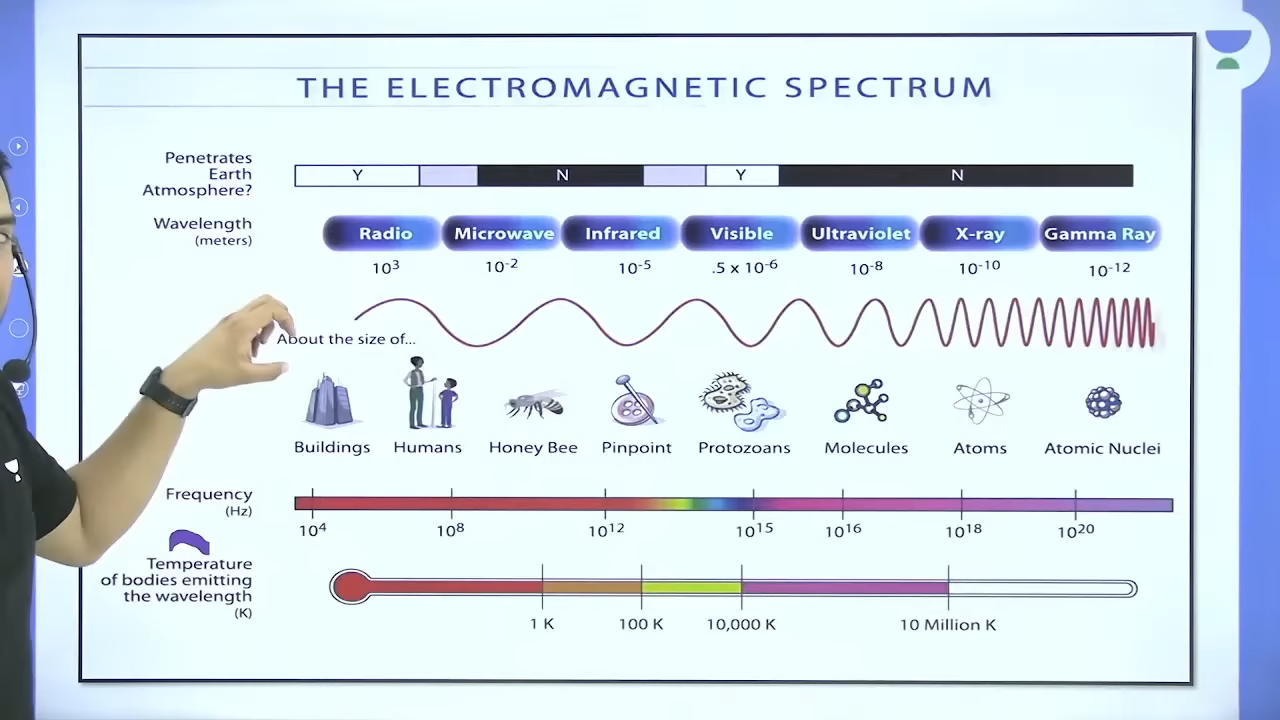 THE ELECTROMAGNETIC SPECTRUM
Penetrates
Earth
Atmosphere?
Y N Y N
Wavelength
(meters)
Radio Microwave Infrared Visible Ultraviolet X-ray Gamma Ray
10³ 10⁻² 10⁻⁵ .5 x 10⁻⁶ 10⁻⁸ 10⁻¹⁰ 10⁻¹²
About the size of...
Buildings Humans Honey Bee Pinpoint Protozoans Molecules Atoms Atomic Nuclei
Frequency
(Hz)
10⁴ 10⁸ 10¹² 10¹⁵ 10¹⁶ 10¹⁸ 10²⁰
Temperature
of bodies emitting
the wavelength
(K)
1 K 100 K 10,000 K 10 Million K